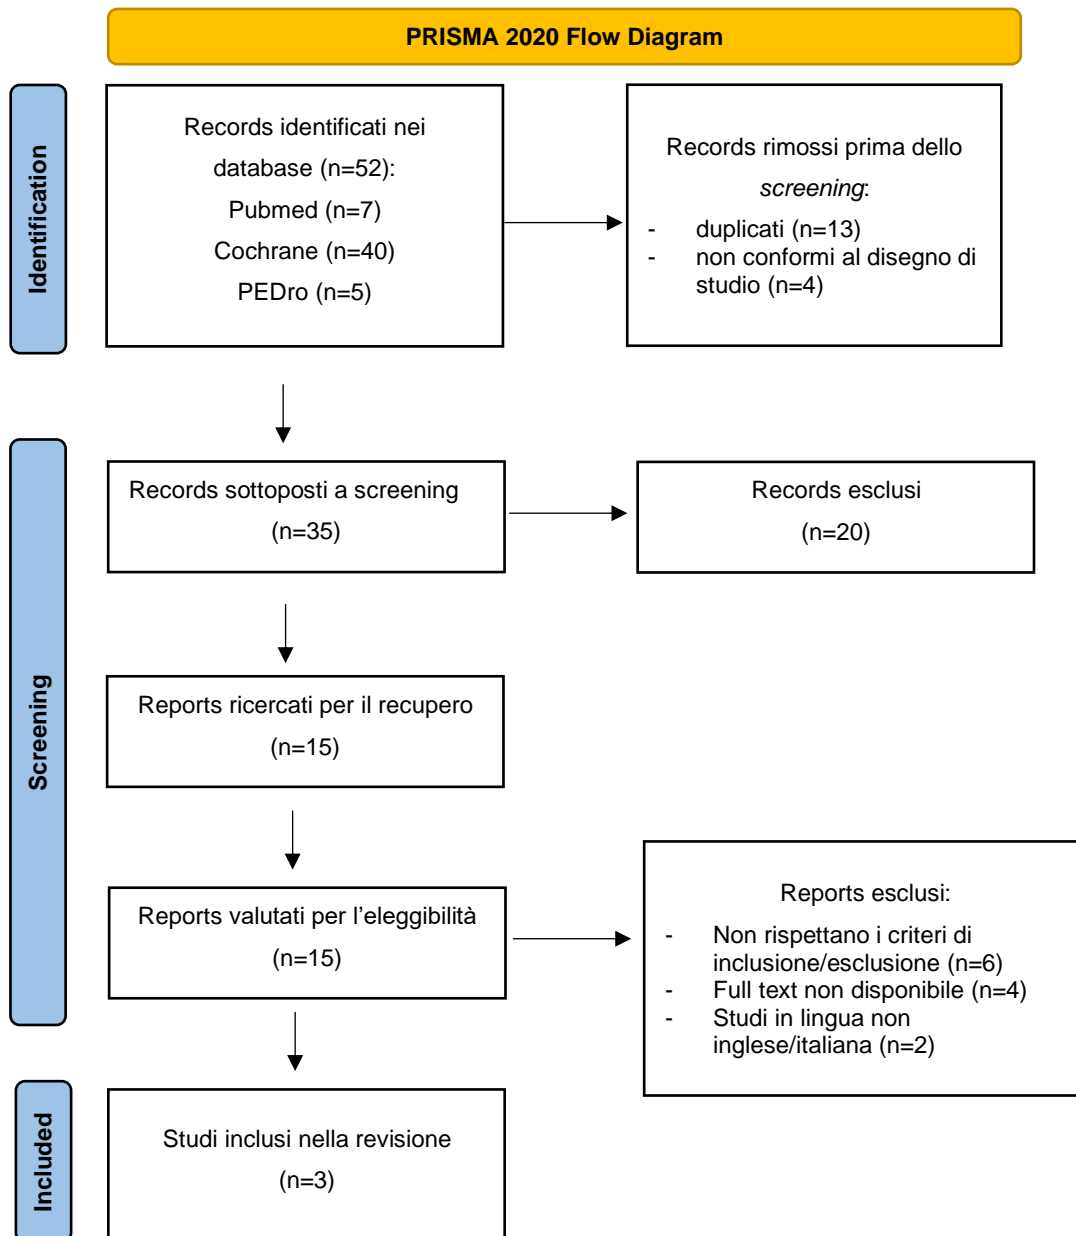 PRISMA 2020 Flow Diagram
Identification
Records identificati nei
database (n=52):
Pubmed (n=7)
Cochrane (n=40)
PEDro (n=5)
Records rimossi prima dello
screening:
- duplicati (n=13)
- non conformi al disegno di
studio (n=4)
Screening
Records sottoposti a screening
(n=35)
Records esclusi
(n=20)
Reports ricercati per il recupero
(n=15)
Reports valutati per l’eleggibilità
(n=15)
Reports esclusi:
- Non rispettano i criteri di
inclusione/esclusione (n=6)
- Full text non disponibile (n=4)
- Studi in lingua non
inglese/italiana (n=2)
Included
Studi inclusi nella revisione
(n=3)